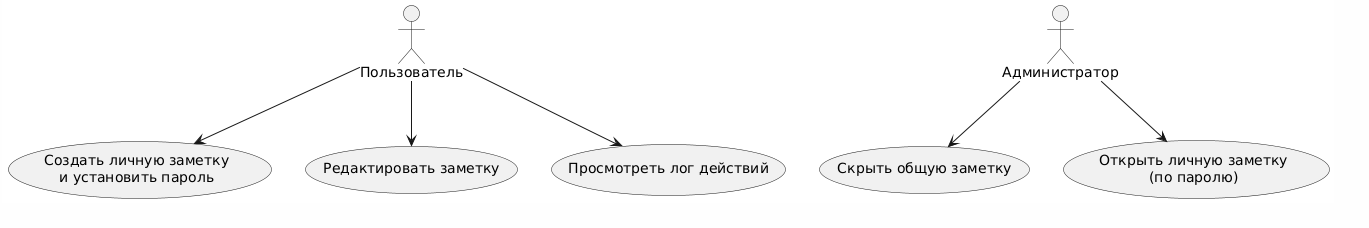 Пользователь
Администратор
Создать личную заметку
и установить пароль
Редактировать заметку
Просмотреть лог действий
Скрыть общую заметку
Открыть личную заметку
(по паролю)